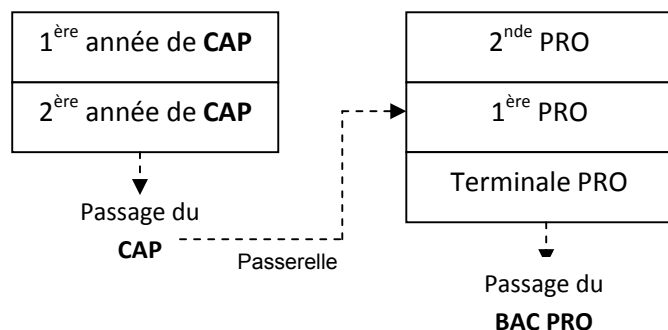 1ère année de CAP
2ère année de CAP
Passage du
CAP
Passerelle
2nde PRO
1ère PRO
Terminale PRO
Passage du
BAC PRO